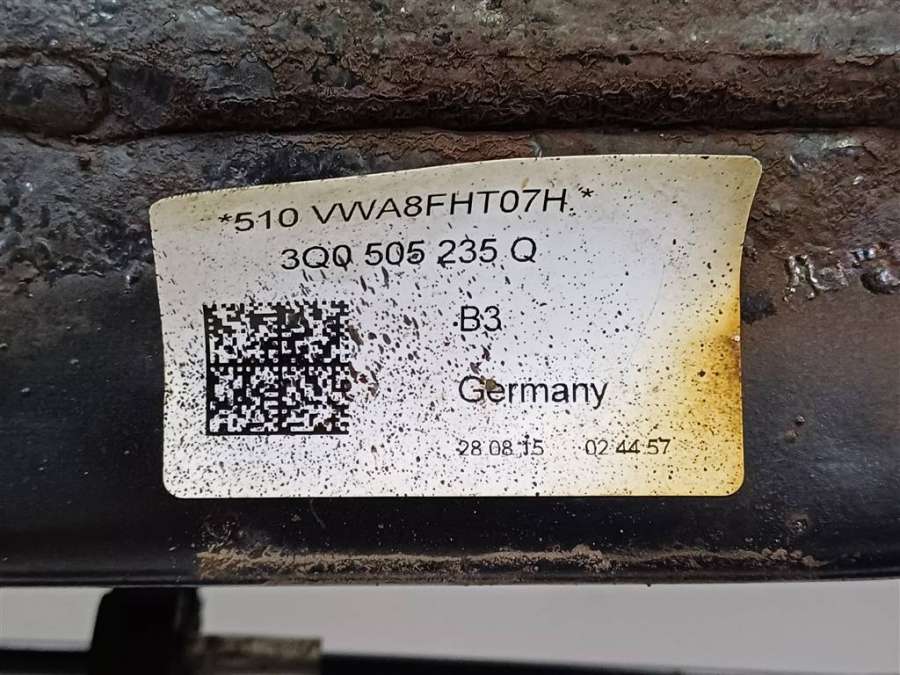 *510 VWA8FHT07H *
3Q0 505 235 Q
B3
Germany
28.08.15 02:44:57